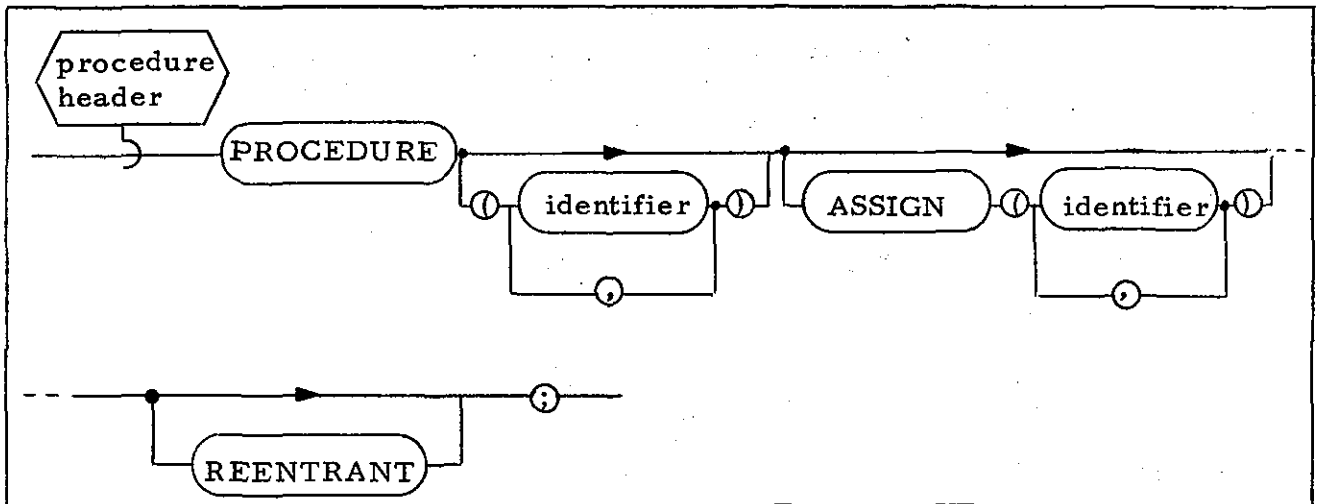 procedure
header
PROCEDURE ( identifier ) ASSIGN ( identifier )
, ,
REENTRANT ;